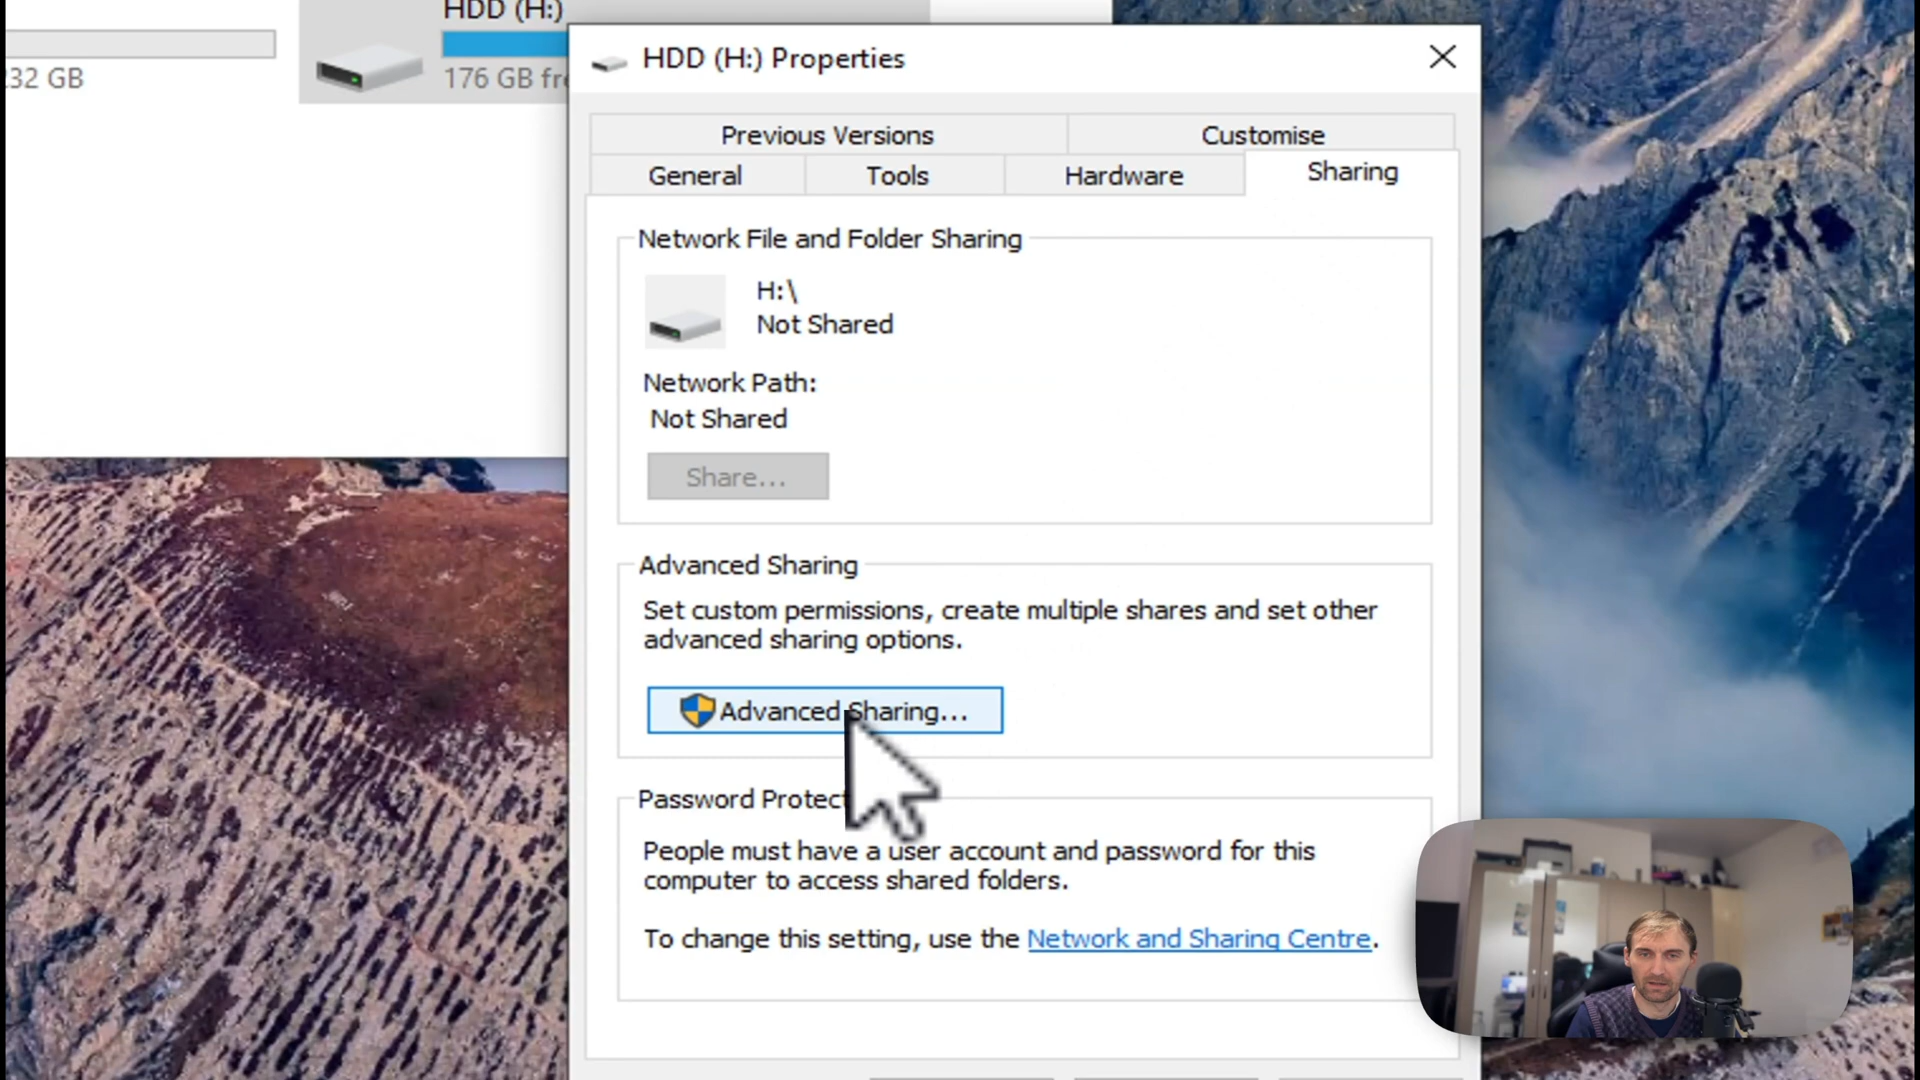 HDD (H:)
32 GB
176 GB fre
HDD (H:) Properties
Previous Versions
Customise
General
Tools
Hardware
Sharing
Network File and Folder Sharing
H:\
Not Shared
Network Path:
Not Shared
Share...
Advanced Sharing
Set custom permissions, create multiple shares and set other
advanced sharing options.
Advanced Sharing...
Password Protect
People must have a user account and password for this
computer to access shared folders.
To change this setting, use the Network and Sharing Centre.